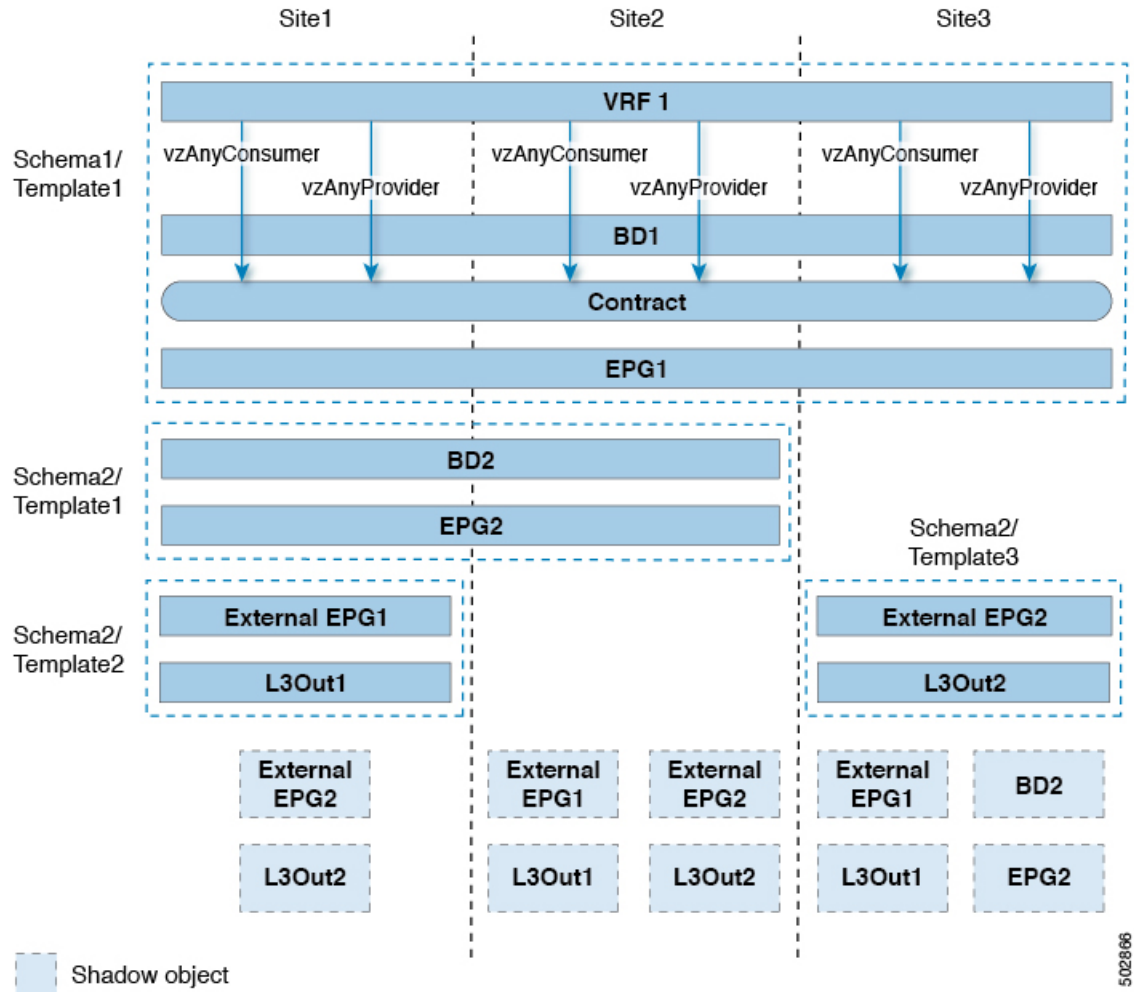 Site1
Site2
Site3
VRF 1
Schema1/
Template1
vzAnyConsumer
vzAnyProvider
vzAnyConsumer
vzAnyProvider
vzAnyConsumer
vzAnyProvider
BD1
Contract
EPG1
Schema2/
Template1
BD2
EPG2
Schema2/
Template3
Schema2/
Template2
External EPG1
L3Out1
External EPG2
L3Out2
External
EPG2
L3Out2
External
EPG1
External
EPG2
L3Out1
L3Out2
External
EPG1
BD2
L3Out1
EPG2
Shadow object
502866